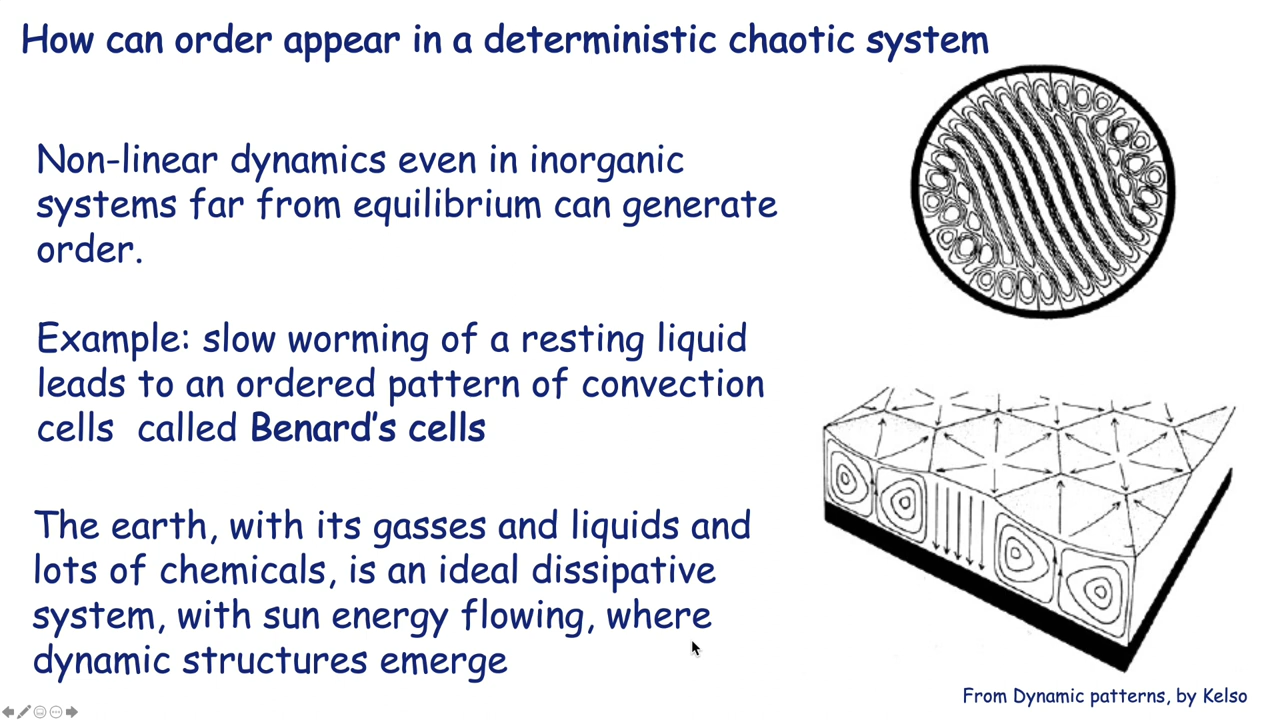 How can order appear in a deterministic chaotic system
Non-linear dynamics even in inorganic
systems far from equilibrium can generate
order.
Example: slow worming of a resting liquid
leads to an ordered pattern of convection
cells  called Benard's cells
The earth, with its gasses and liquids and
lots of chemicals, is an ideal dissipative
system, with sun energy flowing, where
dynamic structures emerge
From Dynamic patterns, by Kelso